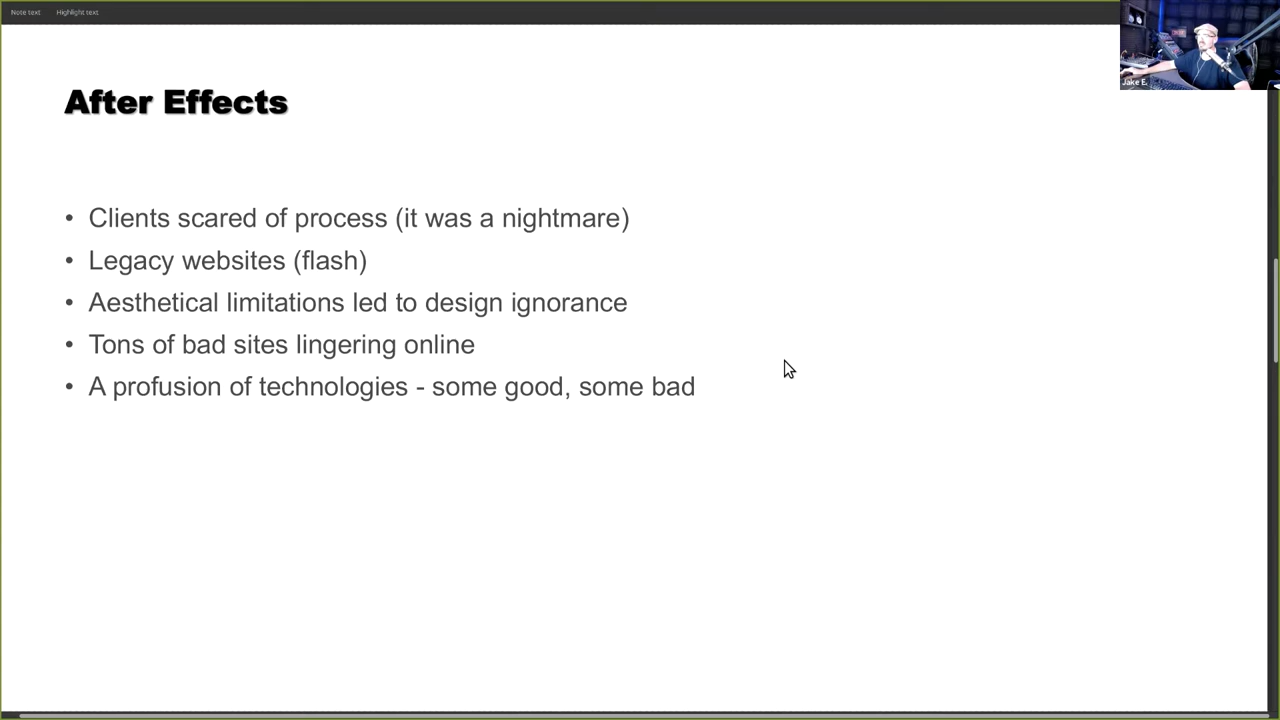 Note text Highlight text
Jake E.
After Effects
• Clients scared of process (it was a nightmare)
• Legacy websites (flash)
• Aesthetical limitations led to design ignorance
• Tons of bad sites lingering online
• A profusion of technologies - some good, some bad